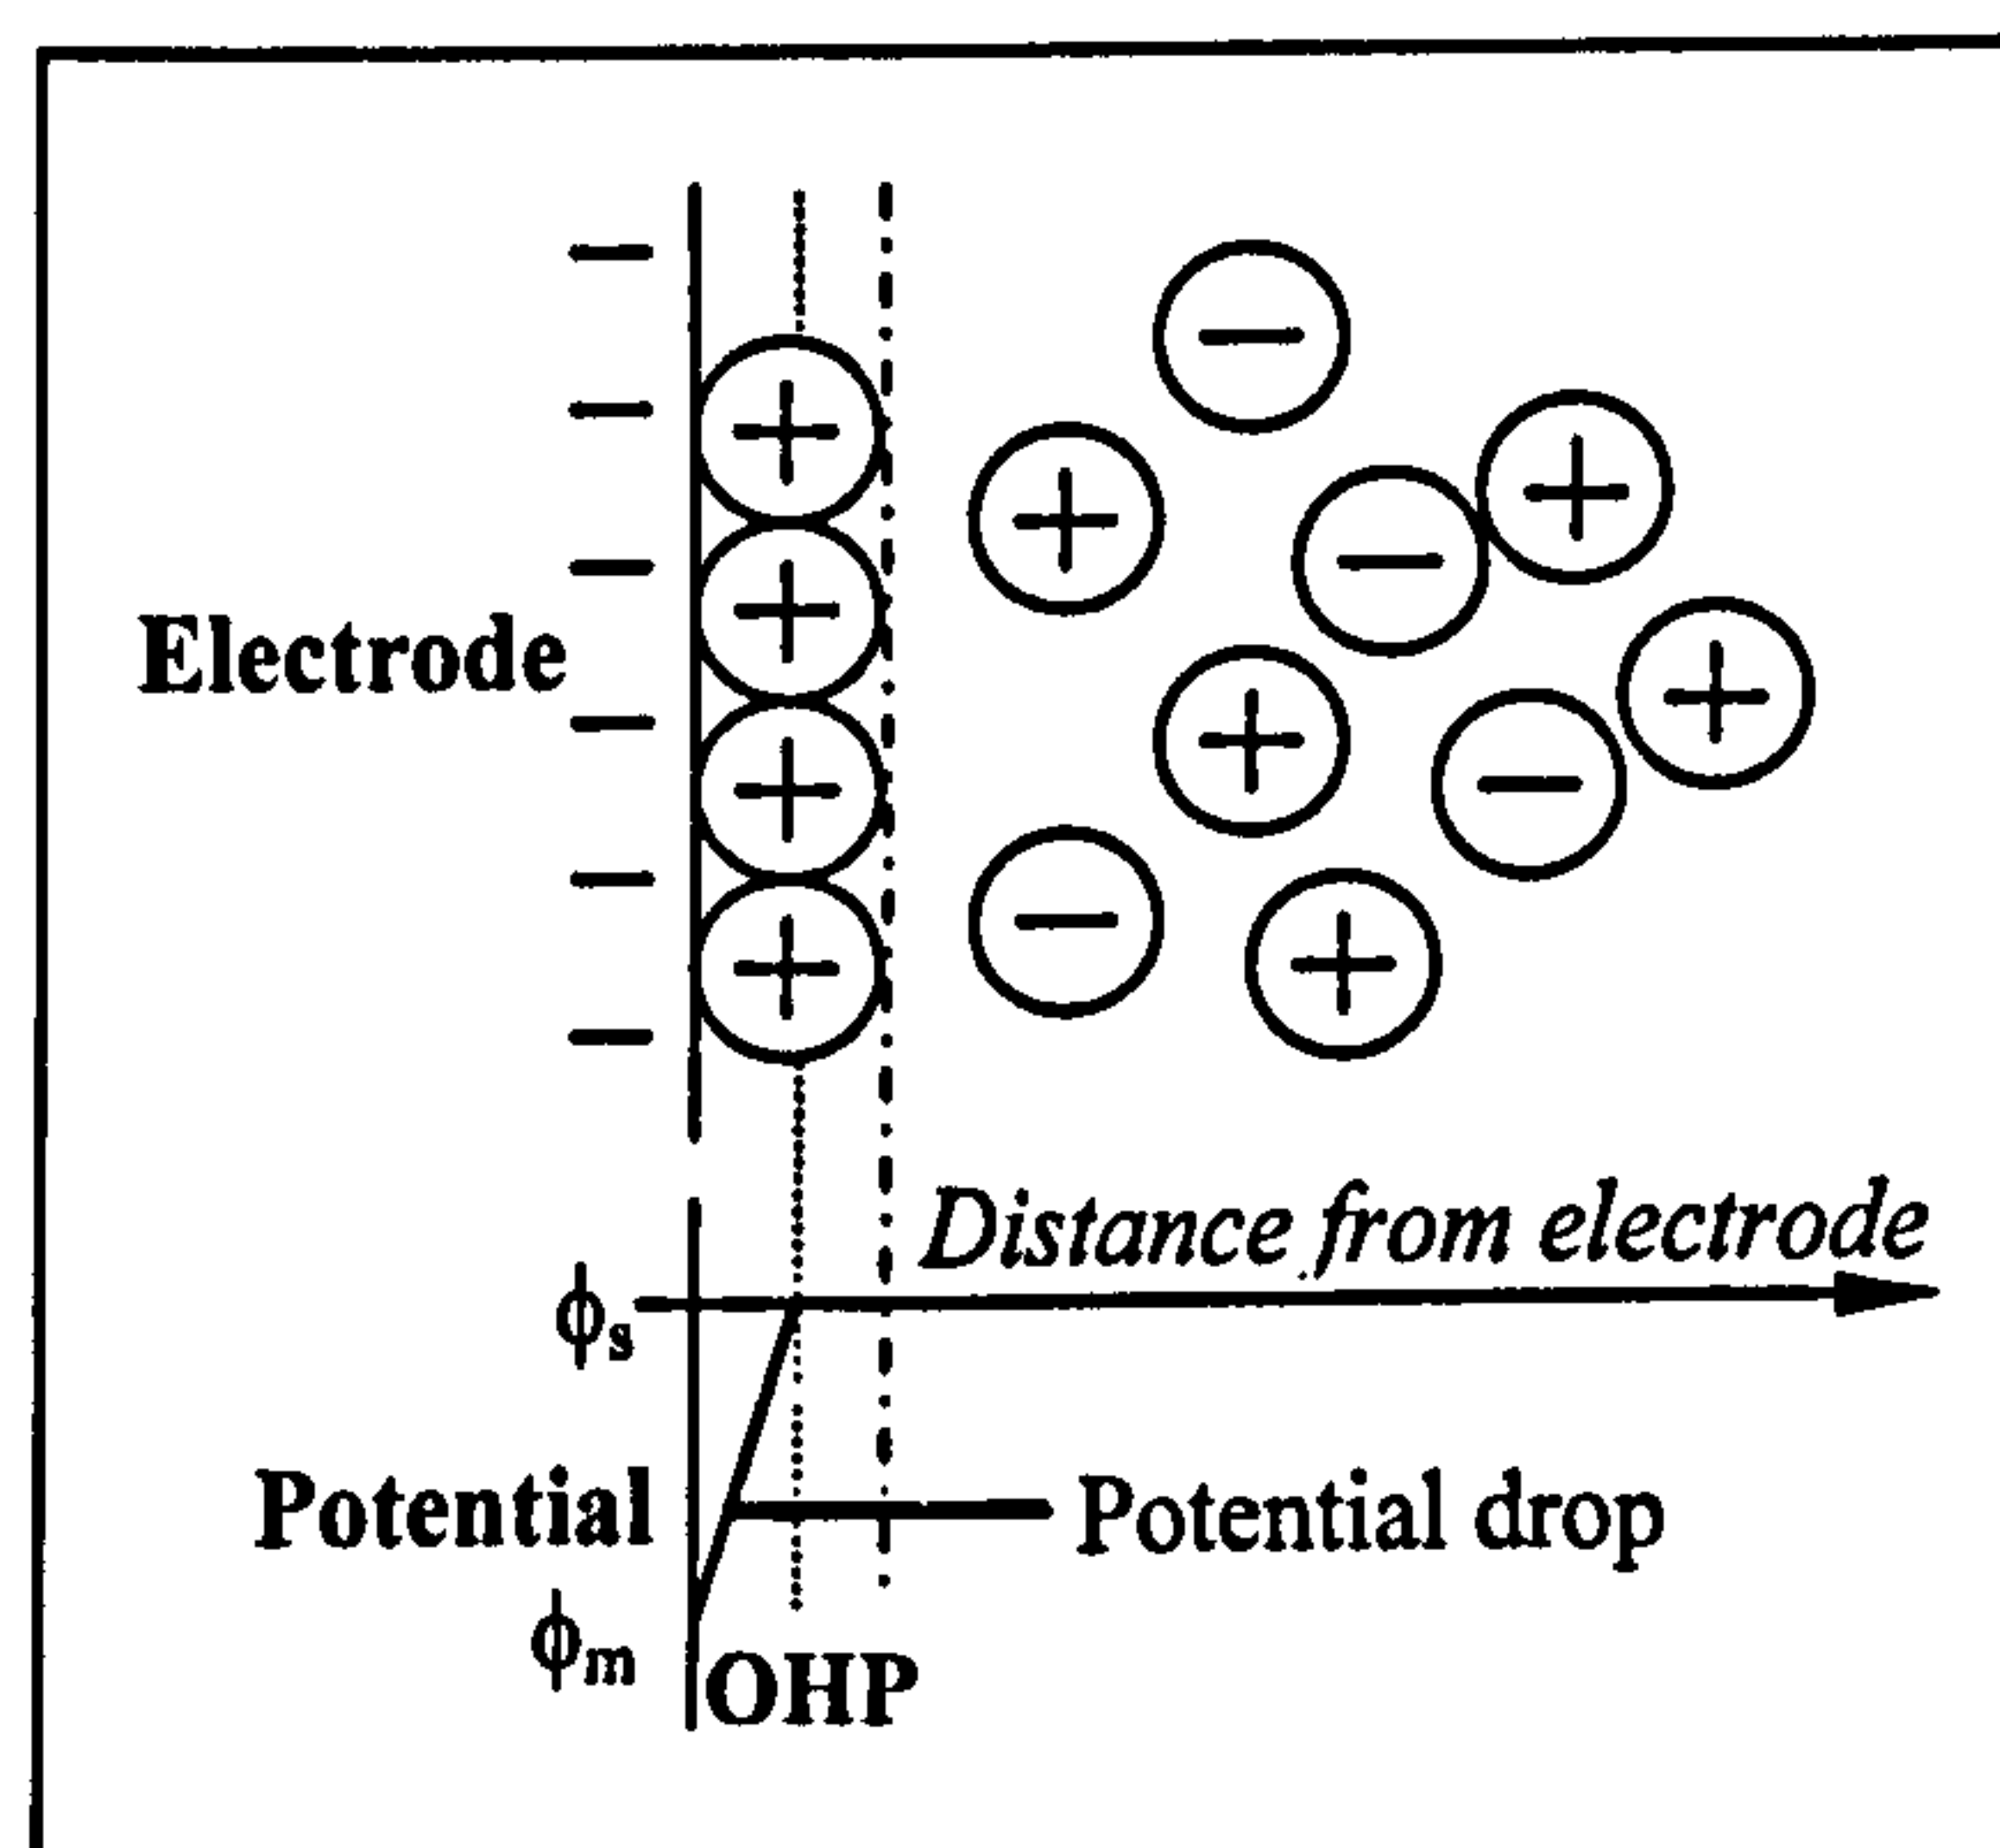 Electrode
Distance from electrode
ϕs
Potential
Potential drop
ϕm
OHP